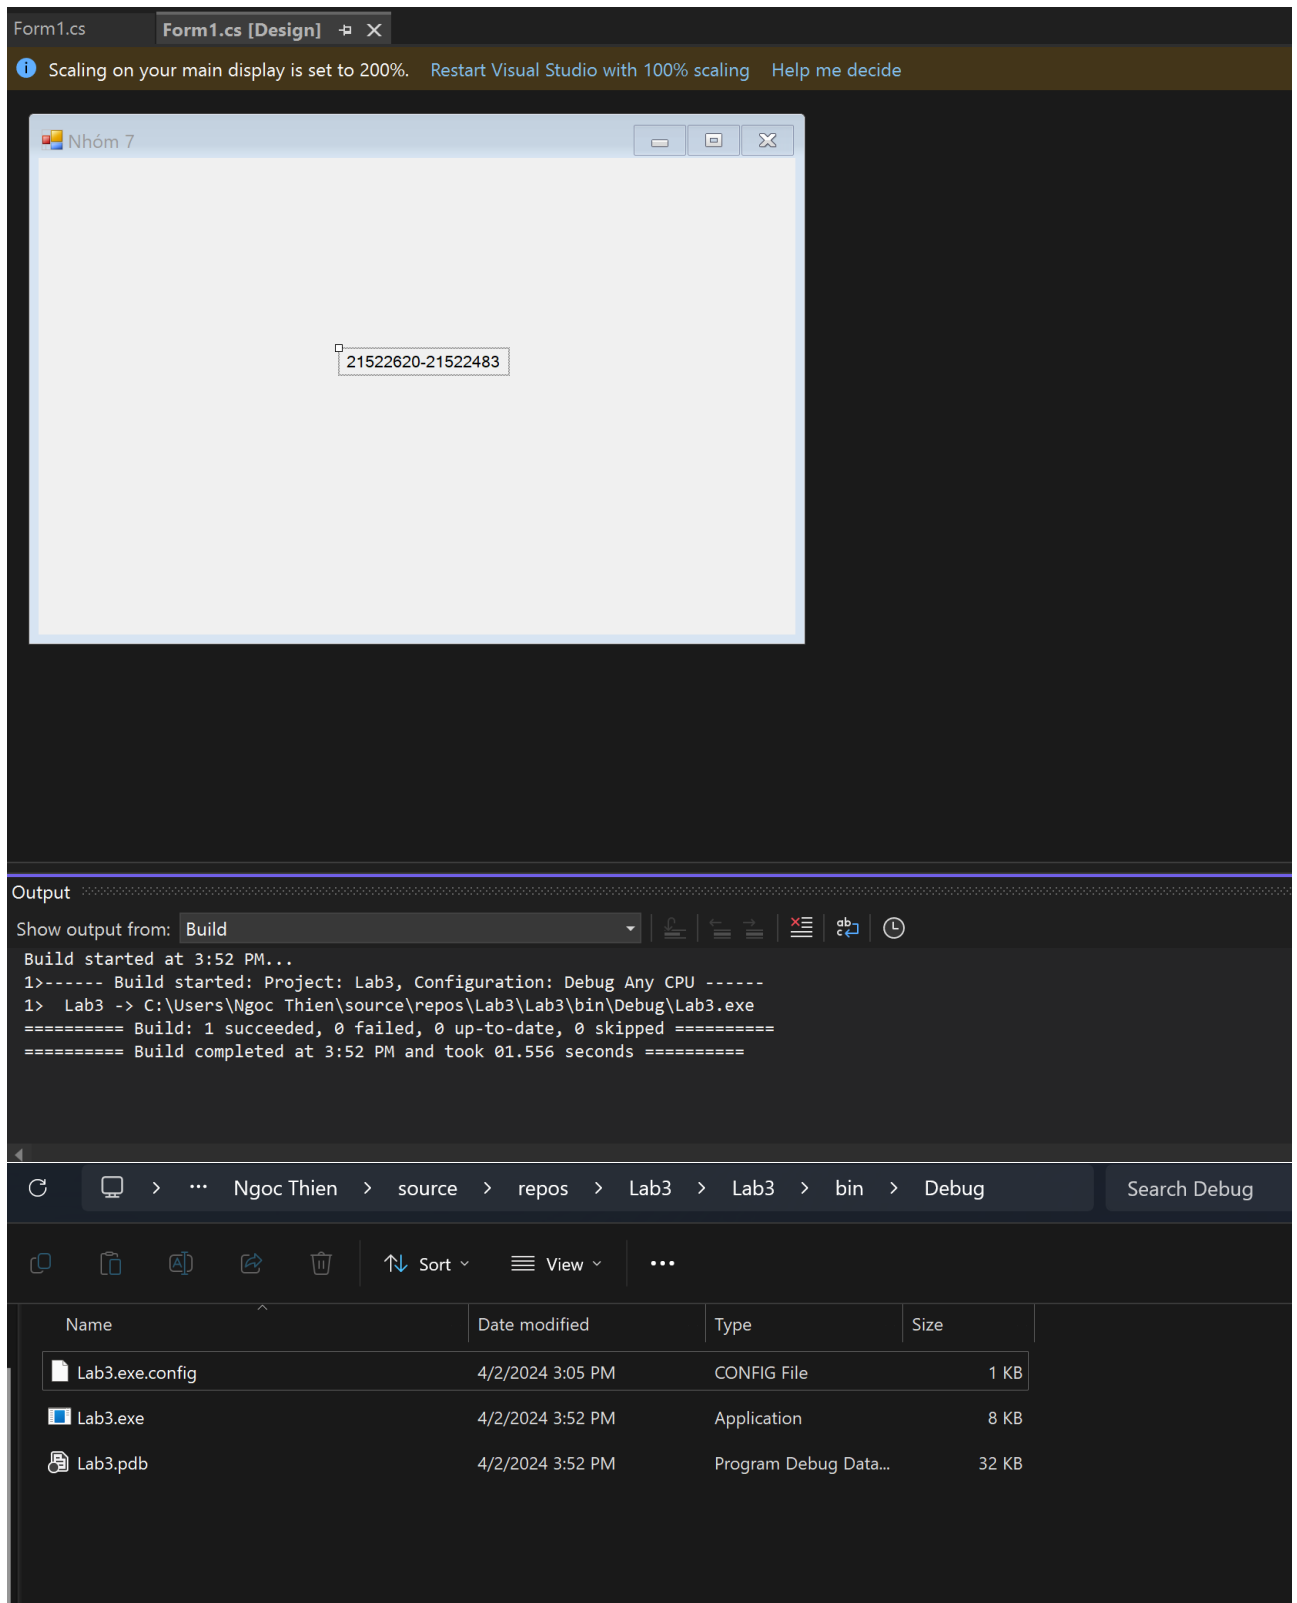 Form1.cs Form1.cs [Design]
Scaling on your main display is set to 200%. Restart Visual Studio with 100% scaling Help me decide
Nhóm 7
21522620-21522483
Output
Show output from: Build
Build started at 3:52 PM...
1>------ Build started: Project: Lab3, Configuration: Debug Any CPU ------
1>  Lab3 -> C:\Users\Ngoc Thien\source\repos\Lab3\Lab3\bin\Debug\Lab3.exe
========== Build: 1 succeeded, 0 failed, 0 up-to-date, 0 skipped ==========
========== Build completed at 3:52 PM and took 01.556 seconds ==========
Ngoc Thien > source > repos > Lab3 > Lab3 > bin > Debug Search Debug
Sort View
Name Date modified Type Size
Lab3.exe.config 4/2/2024 3:05 PM CONFIG File 1 KB
Lab3.exe 4/2/2024 3:52 PM Application 8 KB
Lab3.pdb 4/2/2024 3:52 PM Program Debug Data... 32 KB